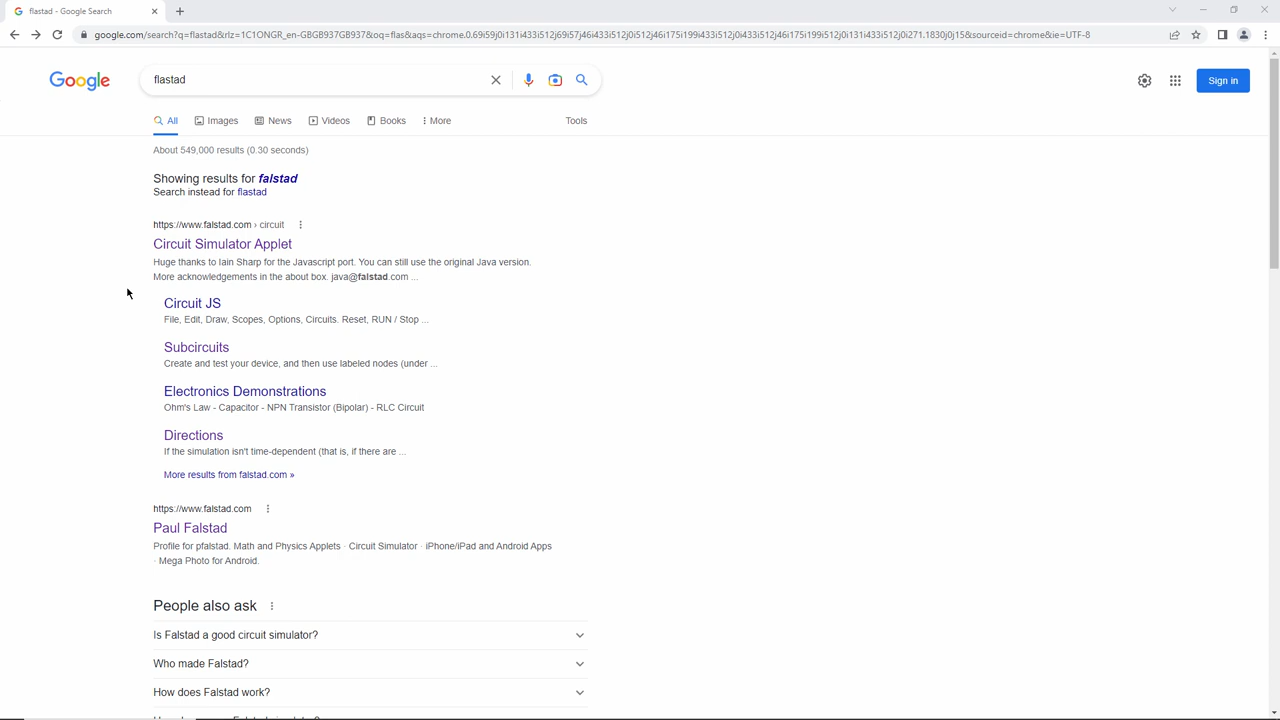 flastad - Google Search
google.com/search?q=flastad&rlz=1C1ONGR_en-GBGB937GB937&oq=flas&aqs=chrome.0.69i59j0i131i433i512j69i57j46i433i512j0i512j46i175i199i433i512j0i433i512j46i175i199i512j0i131i433i512j0i271.1830j0j15&sourceid=chrome&ie=UTF-8
Google
flastad
Sign in
All Images News Videos Books More Tools
About 549,000 results (0.30 seconds)
Showing results for falstad
Search instead for flastad
https://www.falstad.com › circuit
Circuit Simulator Applet
Huge thanks to Iain Sharp for the Javascript port. You can still use the original Java version.
More acknowledgements in the about box. java@falstad.com ...
Circuit JS
File, Edit, Draw, Scopes, Options, Circuits. Reset, RUN / Stop ...
Subcircuits
Create and test your device, and then use labeled nodes (under ...
Electronics Demonstrations
Ohm's Law - Capacitor - NPN Transistor (Bipolar) - RLC Circuit
Directions
If the simulation isn't time-dependent (that is, if there are ...
More results from falstad.com »
https://www.falstad.com
Paul Falstad
Profile for pfalstad. Math and Physics Applets · Circuit Simulator · iPhone/iPad and Android Apps
· Mega Photo for Android.
People also ask
Is Falstad a good circuit simulator?
Who made Falstad?
How does Falstad work?